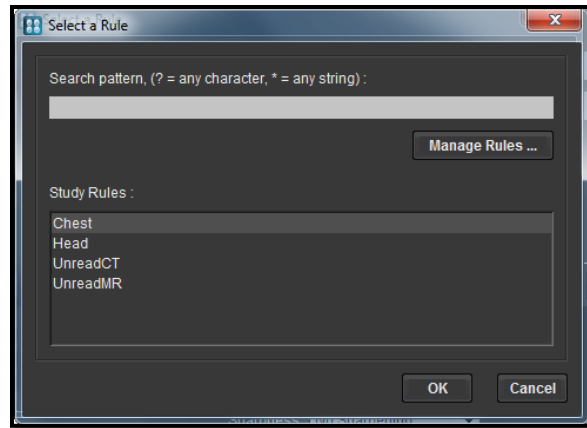 Select a Rule
Search pattern, (? = any character, * = any string) :
Manage Rules ...
Study Rules :
Chest
Head
UnreadCT
UnreadMR
OK Cancel